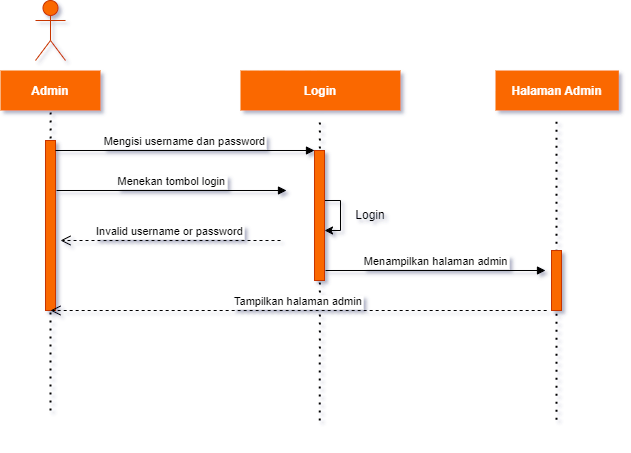 Admin
Login
Halaman Admin
Mengisi username dan password
Menekan tombol login
Login
Invalid username or password
Menampilkan halaman admin
Tampilkan halaman admin